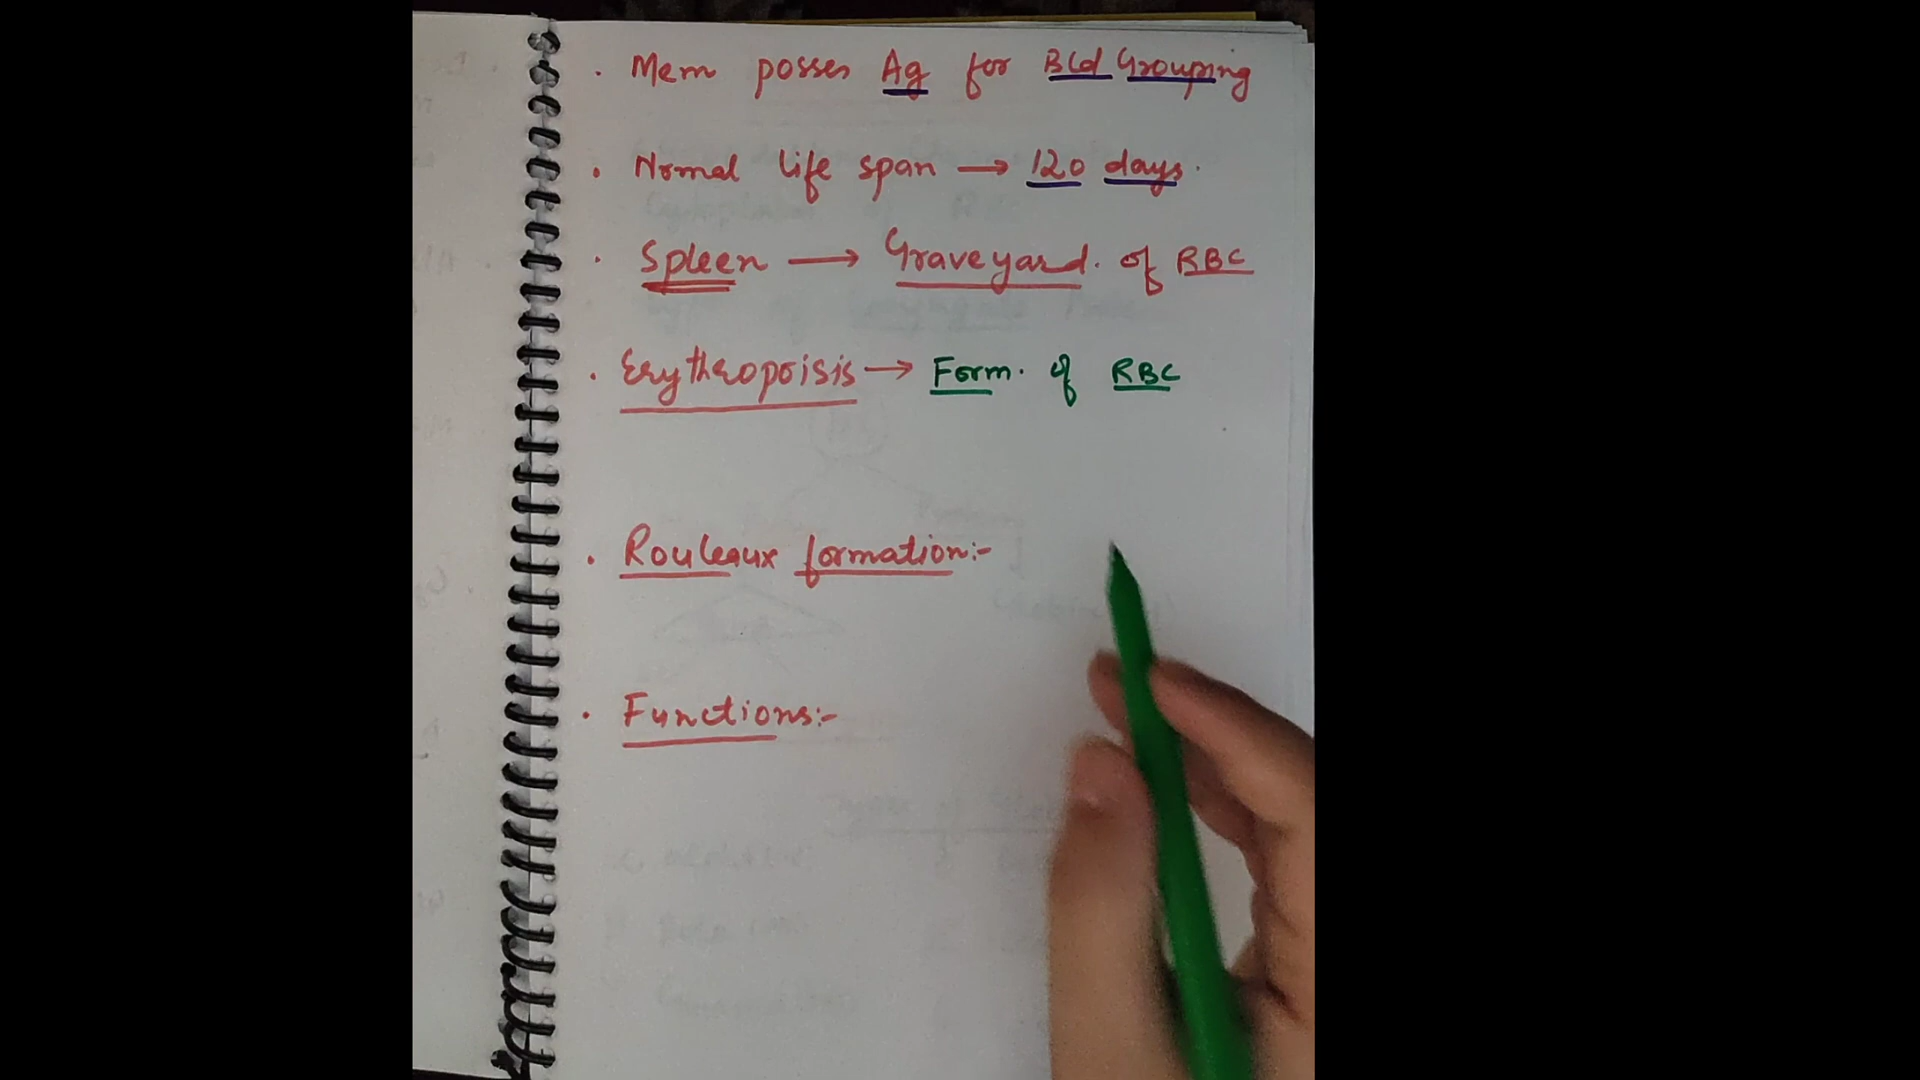 . Mem posses Ag for Bld Grouping
. Normal life span → 120 days.
. Spleen → Graveyard. of RBC
. Erythropoisis → Form. of RBC
. Rouleaux formation:-
. Functions:-